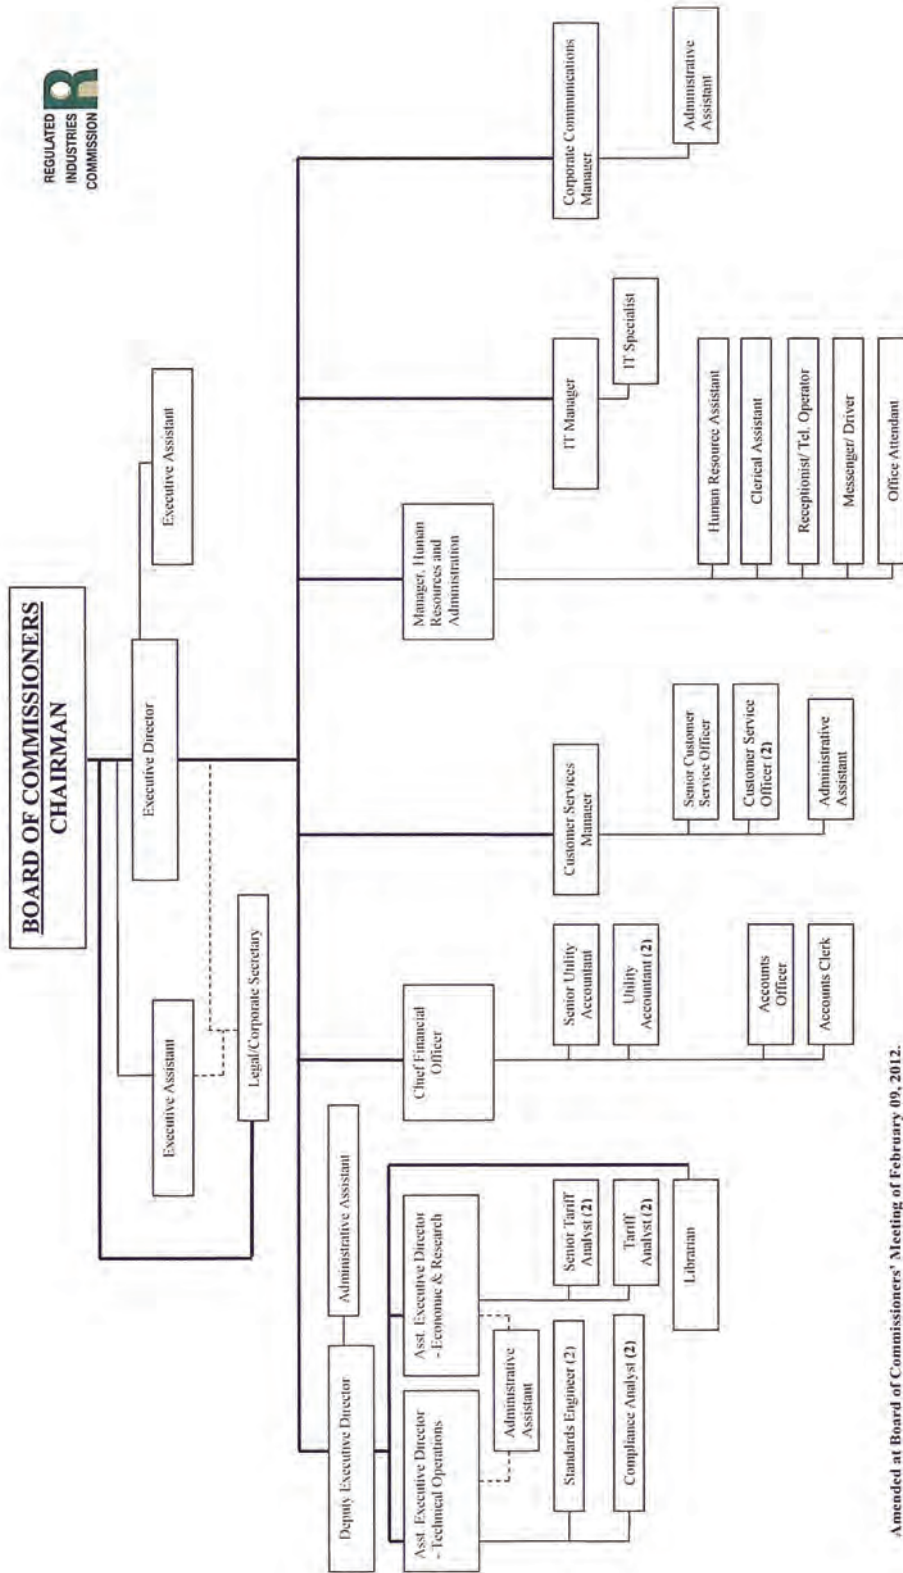 REGULATED
INDUSTRIES
COMMISSION
BOARD OF COMMISSIONERS
CHAIRMAN
Executive Director
Executive Assistant
Executive Assistant
Legal/Corporate Secretary
Deputy Executive Director
Administrative Assistant
Asst. Executive Director
- Technical Operations
Asst. Executive Director
- Economic & Research
Administrative
Assistant
Standards Engineer (2)
Compliance Analyst (2)
Senior Tariff
Analyst (2)
Tariff
Analyst (2)
Librarian
Chief Financial
Officer
Senior Utility
Accountant
Utility
Accountant (2)
Accounts
Officer
Accounts Clerk
Customer Services
Manager
Senior Customer
Service Officer
Customer Service
Officer (2)
Administrative
Assistant
Manager, Human
Resources and
Administration
Human Resource Assistant
Clerical Assistant
Receptionist/ Tel. Operator
Messenger/ Driver
Office Attendant
IT Manager
IT Specialist
Corporate Communications
Manager
Administrative
Assistant
Amended at Board of Commissioners' Meeting of February 09, 2012.